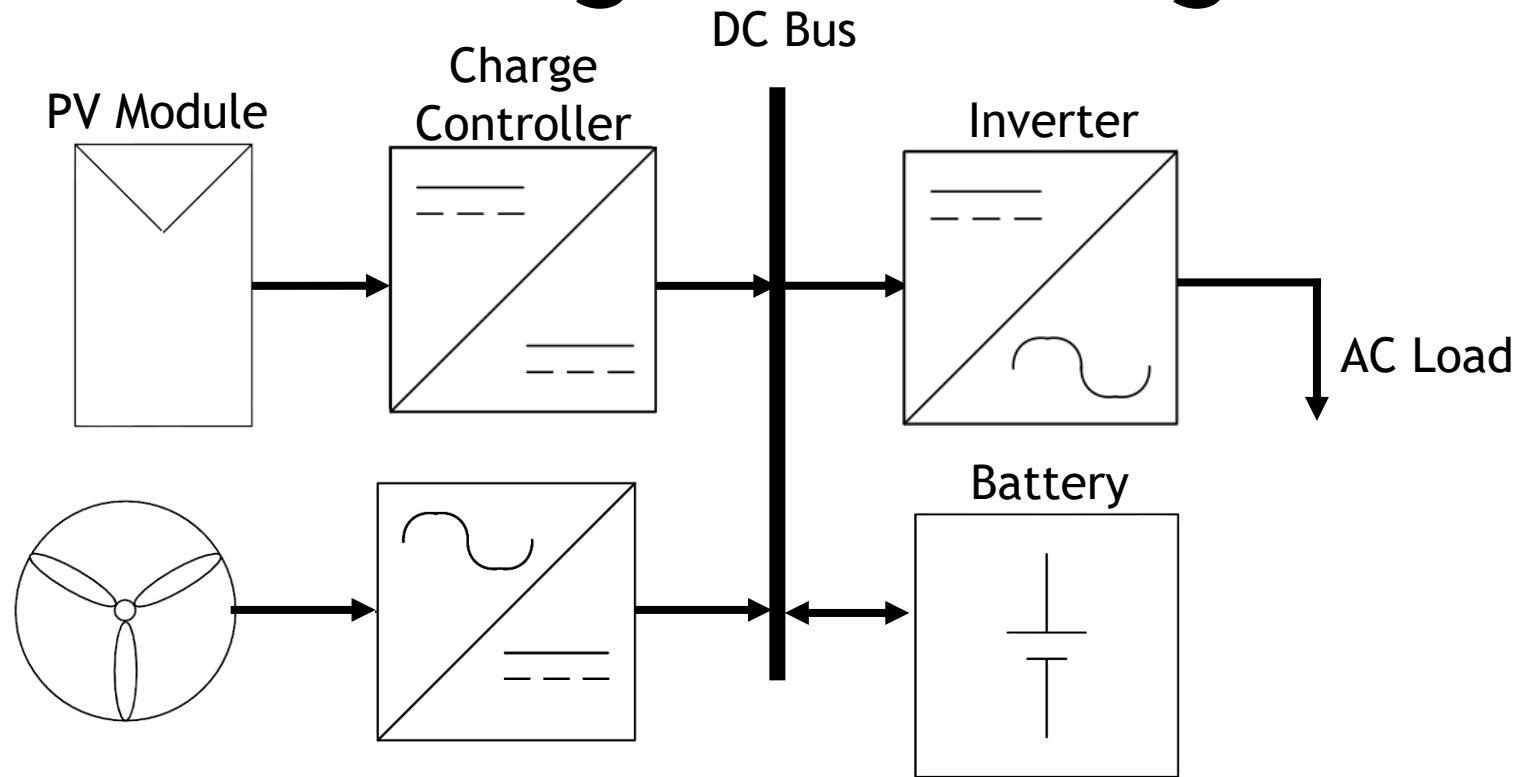 DC Bus
Charge
Controller
PV Module
Inverter
AC Load
Battery